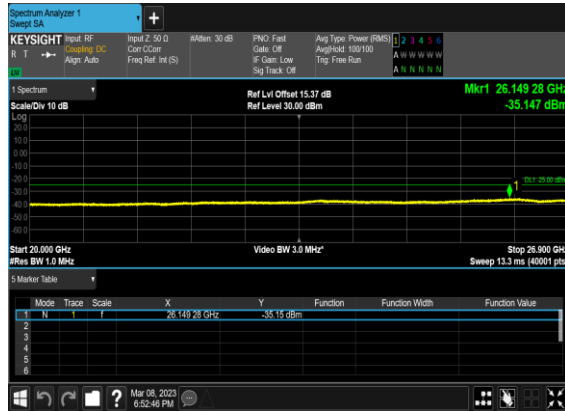 Spectrum Analyzer 1
Swept SA
+
KEYSIGHT Input: RF Input Z: 50 Ω #Atten: 30 dB PNO: Fast Avg Type: Power (RMS) 1 2 3 4 5 6
R T Coupling: DC Corr CCorr Gate: Off Avg|Hold: 100/100 A W W W W W
Align: Auto Freq Ref: Int (S) IF Gain: Low Trig: Free Run
Sig Track: Off A N N N N N
1 Spectrum Ref Lvl Offset 15.37 dB Mkr1 26.149 28 GHz
Scale/Div 10 dB Ref Level 30.00 dBm -35.147 dBm
Log
20.0
10.0
0.00
-10.0
-20.0
DL1 -25.00 dBm
1
-30.0
-40.0
-50.0
-60.0
Start 20.000 GHz Video BW 3.0 MHz* Stop 26.900 GHz
#Res BW 1.0 MHz Sweep 13.3 ms (40001 pts)
5 Marker Table
Mode Trace Scale X Y Function Function Width Function Value
1 N 1 f 26.149 28 GHz -35.15 dBm
2
3
4
5
6
? Mar 08, 2023
6:52:46 PM